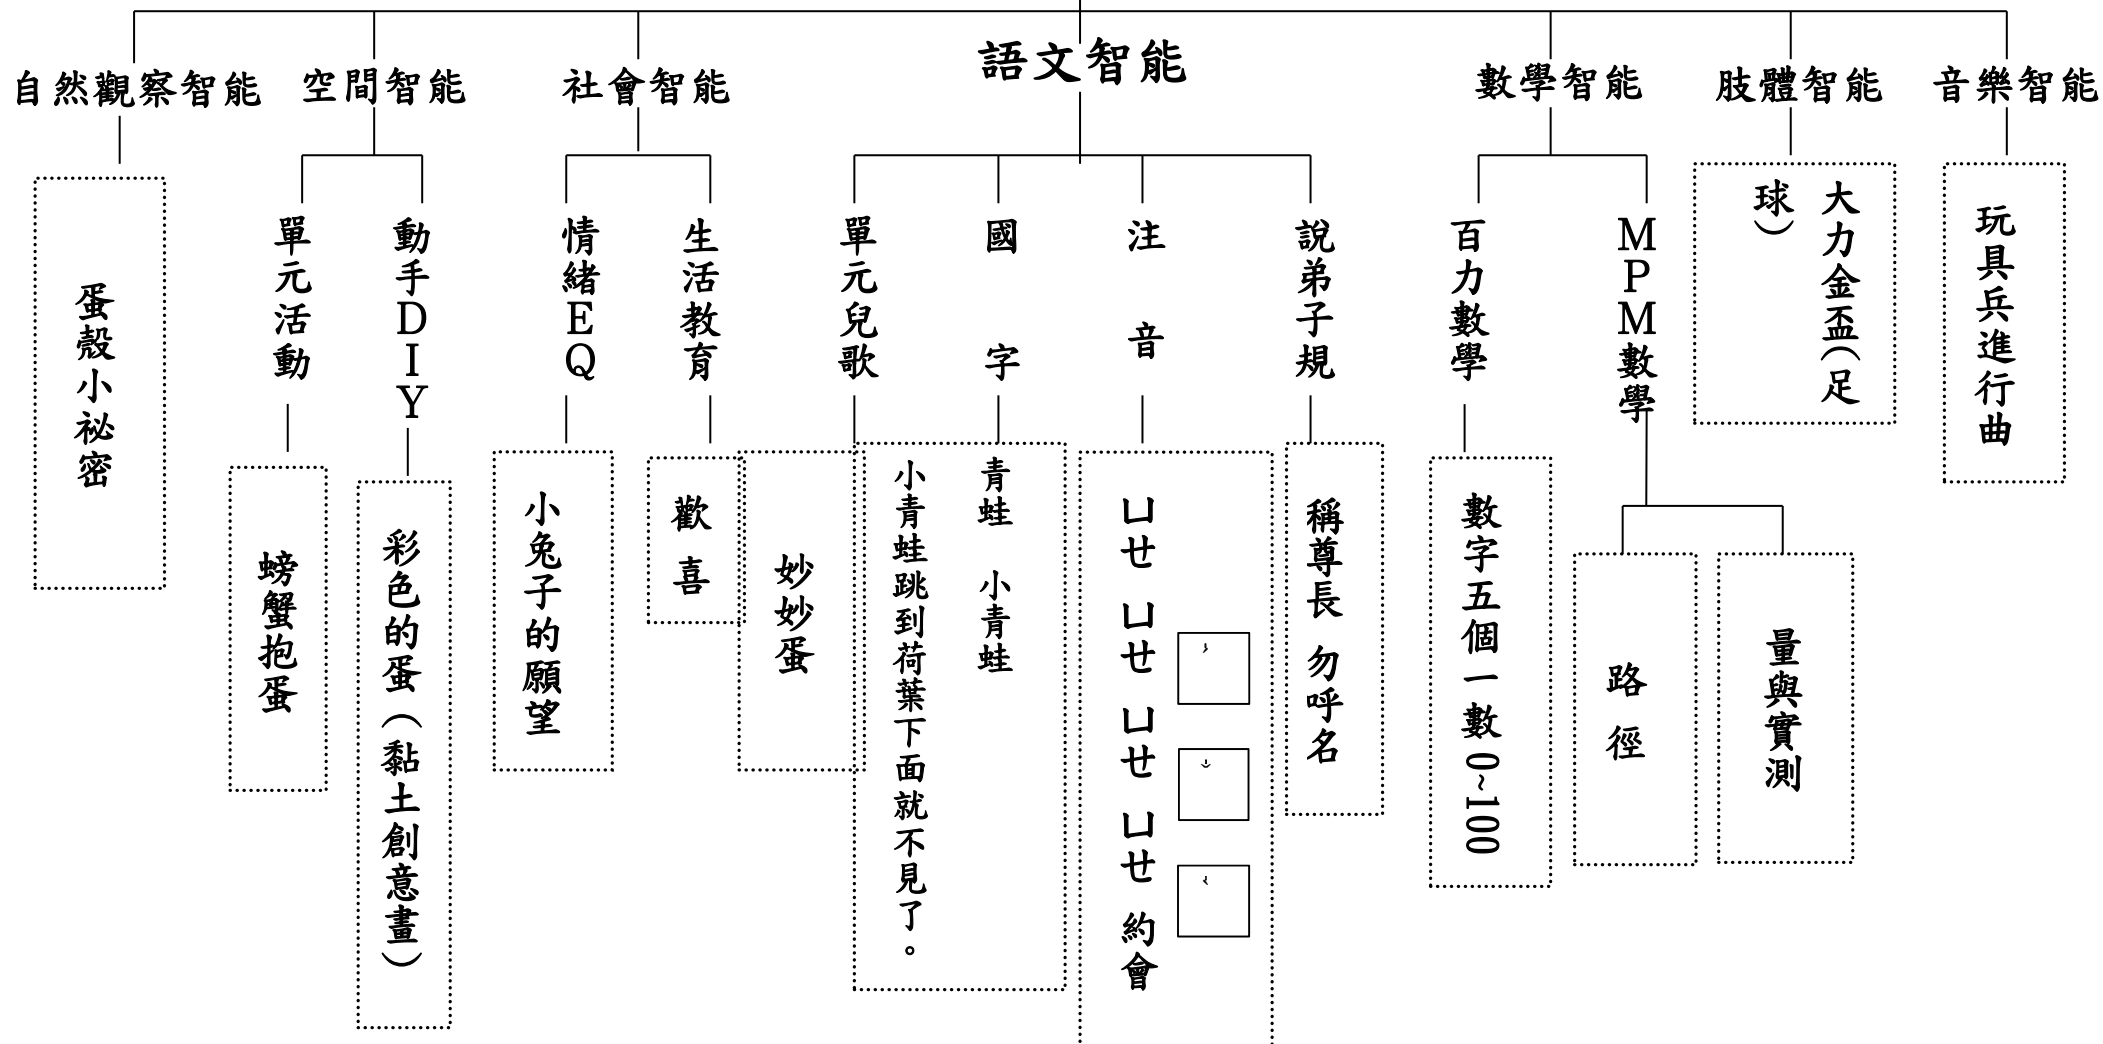 自然觀察智能
空間智能
社會智能
語文智能
數學智能
肢體智能
音樂智能
單元活動
動手DIY
情緒EQ
生活教育
單元兒歌
國字
注音
說弟子規
百力數學
MPM數學
蛋殼小祕密
螃蟹抱蛋
彩色的蛋（黏土創意畫）
小兔子的願望
歡喜
妙妙蛋
青蛙 小青蛙
小青蛙跳到荷葉下面就不見了。
ㄩㄝ ㄩㄝˊ ㄩㄝˇ ㄩㄝˋ 約會
稱尊長 勿呼名
數字五個一數0~100
路徑
量與實測
大力金盃（足
球）
玩具兵進行曲